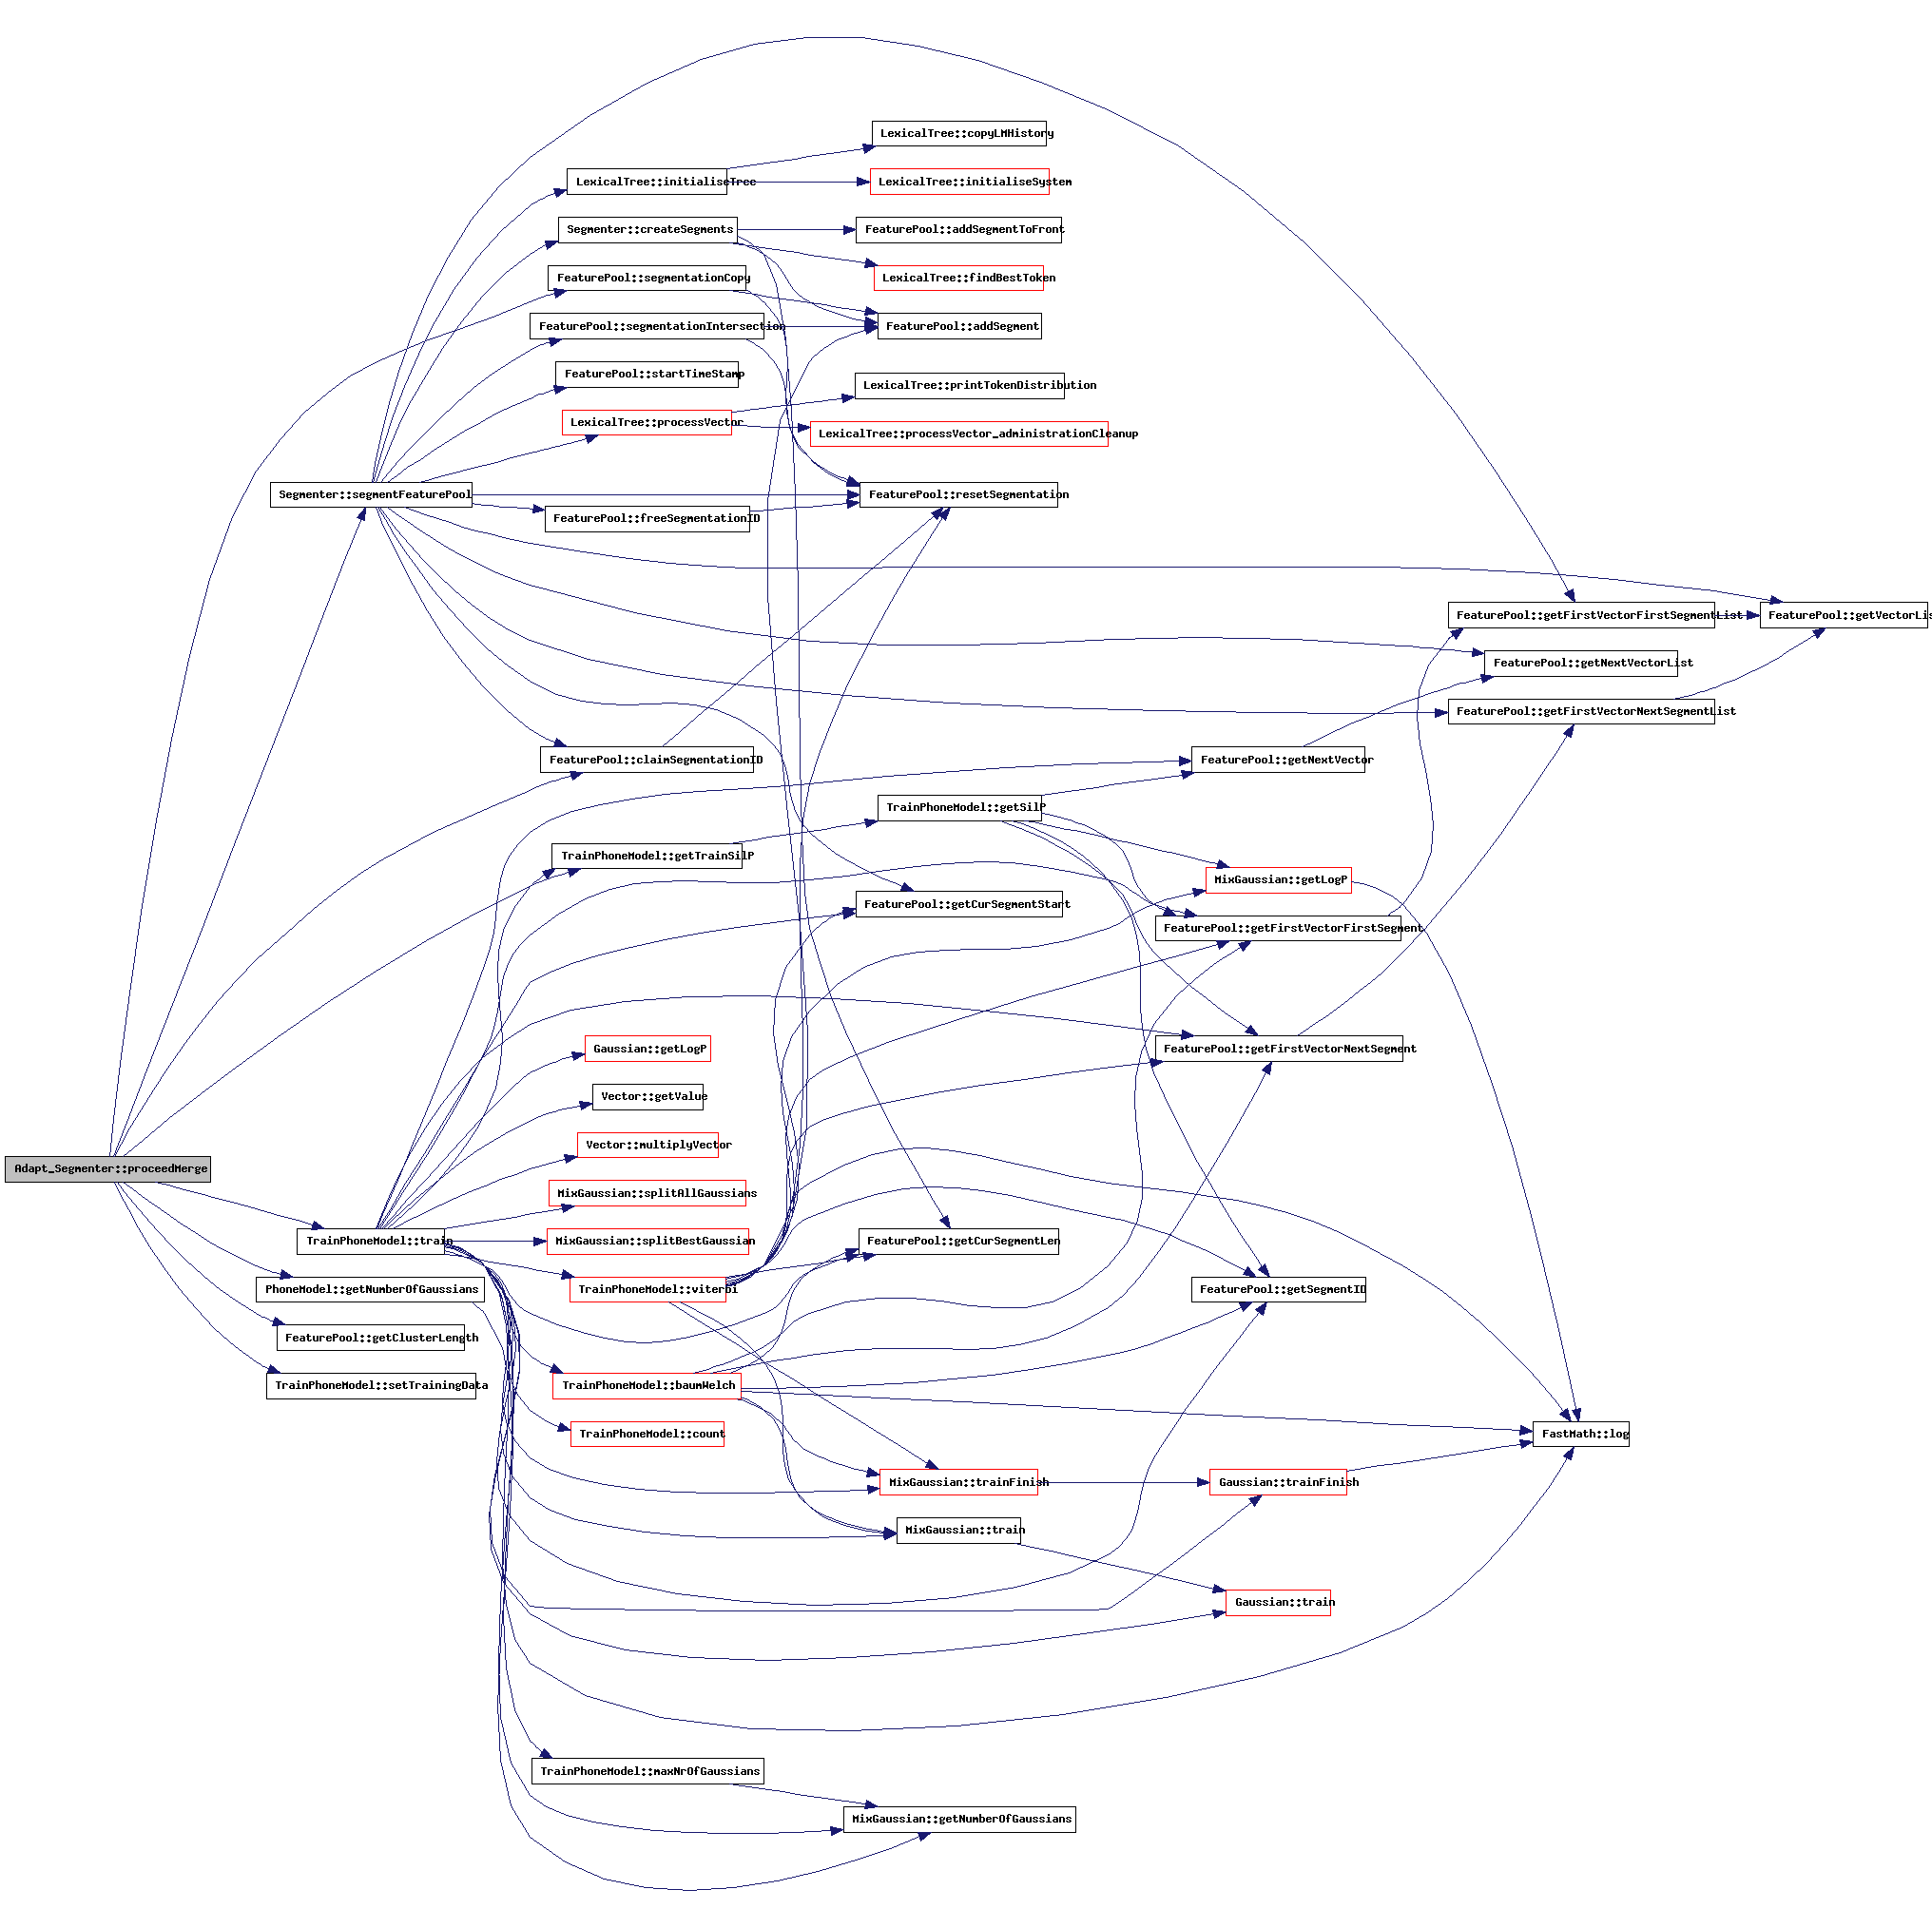 LexicalTree::copyLMHistory
LexicalTree::initialiseTree
LexicalTree::initialiseSystem
Segmenter::createSegments
FeaturePool::addSegmentToFront
FeaturePool::segmentationCopy
LexicalTree::findBestToken
FeaturePool::segmentationIntersection
FeaturePool::addSegment
FeaturePool::startTimeStamp
LexicalTree::printTokenDistribution
LexicalTree::processVector
LexicalTree::processVector_administrationCleanup
Segmenter::segmentFeaturePool
FeaturePool::resetSegmentation
FeaturePool::freeSegmentationID
FeaturePool::getFirstVectorFirstSegmentList
FeaturePool::getVectorLis
FeaturePool::getNextVectorList
FeaturePool::getFirstVectorNextSegmentList
FeaturePool::claimSegmentationID
FeaturePool::getNextVector
TrainPhoneModel::getSilP
TrainPhoneModel::getTrainSilP
MixGaussian::getLogP
FeaturePool::getCurSegmentStart
FeaturePool::getFirstVectorFirstSegment
Gaussian::getLogP
FeaturePool::getFirstVectorNextSegment
Vector::getValue
Vector::multiplyVector
Adapt_Segmenter::proceedMerge
MixGaussian::splitAllGaussians
TrainPhoneModel::train
MixGaussian::splitBestGaussian
FeaturePool::getCurSegmentLen
PhoneModel::getNumberOfGaussians
TrainPhoneModel::viterbi
FeaturePool::getSegmentID
FeaturePool::getClusterLength
TrainPhoneModel::setTrainingData
TrainPhoneModel::baumWelch
TrainPhoneModel::count
FastMath::log
MixGaussian::trainFinish
Gaussian::trainFinish
MixGaussian::train
Gaussian::train
TrainPhoneModel::maxNrOfGaussians
MixGaussian::getNumberOfGaussians